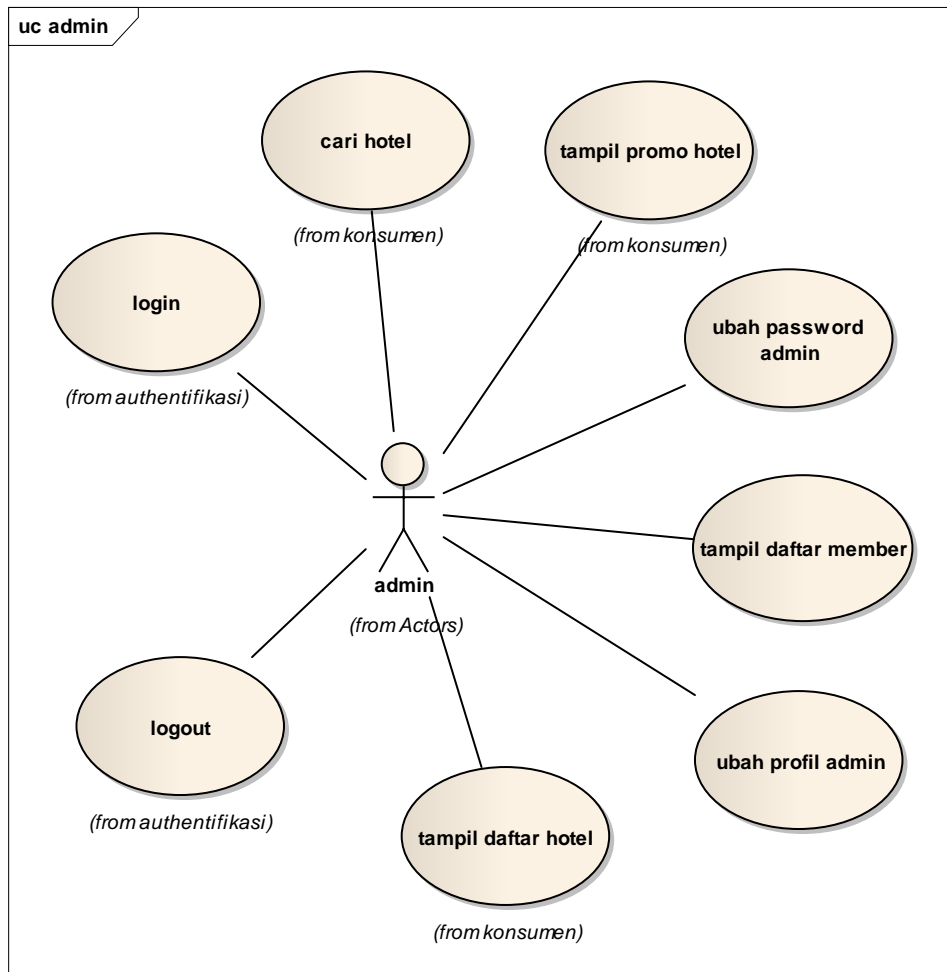 uc admin
cari hotel
(from konsumen)
tampil promo hotel
(from konsumen)
login
(from authentifikasi)
ubah password
admin
tampil daftar member
admin
(from Actors)
logout
(from authentifikasi)
ubah profil admin
tampil daftar hotel
(from konsumen)